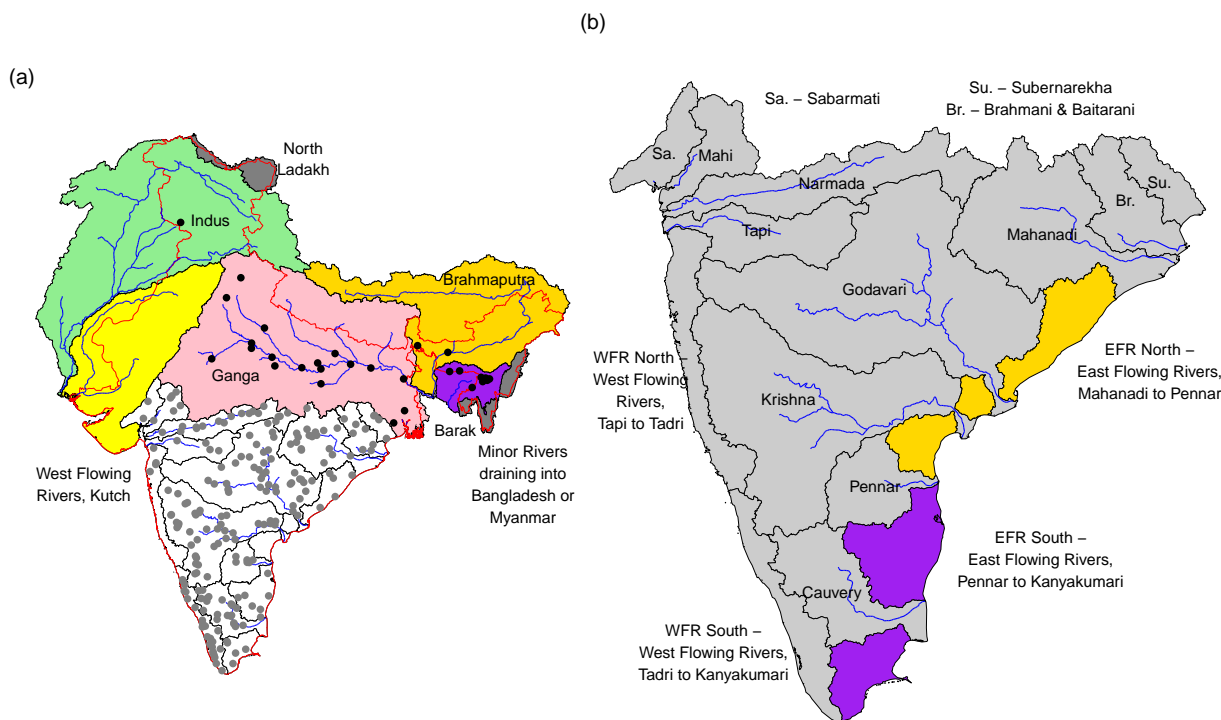 (a)
North
Ladakh
Indus
Brahmaputra
Ganga
Barak
West Flowing
Rivers, Kutch
Minor Rivers
draining into
Bangladesh or
Myanmar
(b)
Sa. – Sabarmati
Su. – Subernarekha
Br. – Brahmani & Baitarani
Sa.
Mahi
Narmada
Tapi
Su.
Br.
Mahanadi
Godavari
WFR North –
West Flowing
Rivers,
Tapi to Tadri
Krishna
EFR North –
East Flowing Rivers,
Mahanadi to Pennar
Pennar
EFR South –
East Flowing Rivers,
Pennar to Kanyakumari
Cauvery
WFR South –
West Flowing Rivers,
Tadri to Kanyakumari